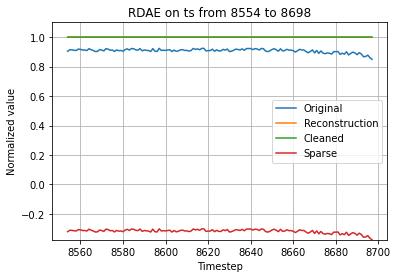 RDAE on ts from 8554 to 8698
Normalized value
1.0
0.8
0.6
0.4
0.2
0.0
−0.2
Original
Reconstruction
Cleaned
Sparse
8560 8580 8600 8620 8640 8660 8680 8700
Timestep